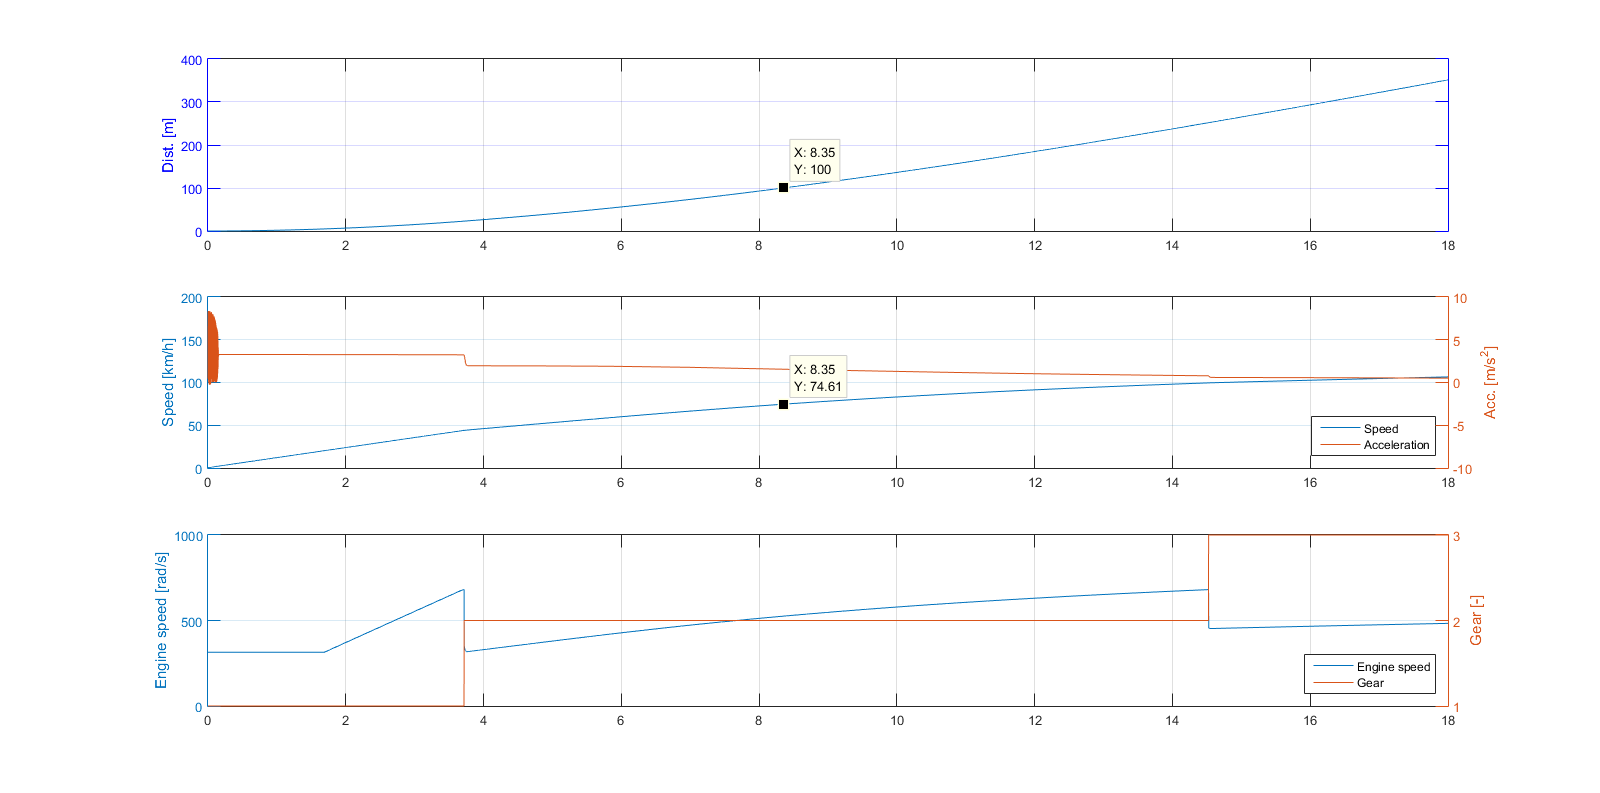 400
300
200
100
0
Dist. [m]
X: 8.35
Y: 100
0 2 4 6 8 10 12 14 16 18
200
150
100
50
0
Speed [km/h]
X: 8.35
Y: 74.61
10
5
0
-5
-10
Acc. [m/s²]
Speed
Acceleration
0 2 4 6 8 10 12 14 16 18
1000
500
0
Engine speed [rad/s]
3
2
1
Gear [-]
Engine speed
Gear
0 2 4 6 8 10 12 14 16 18